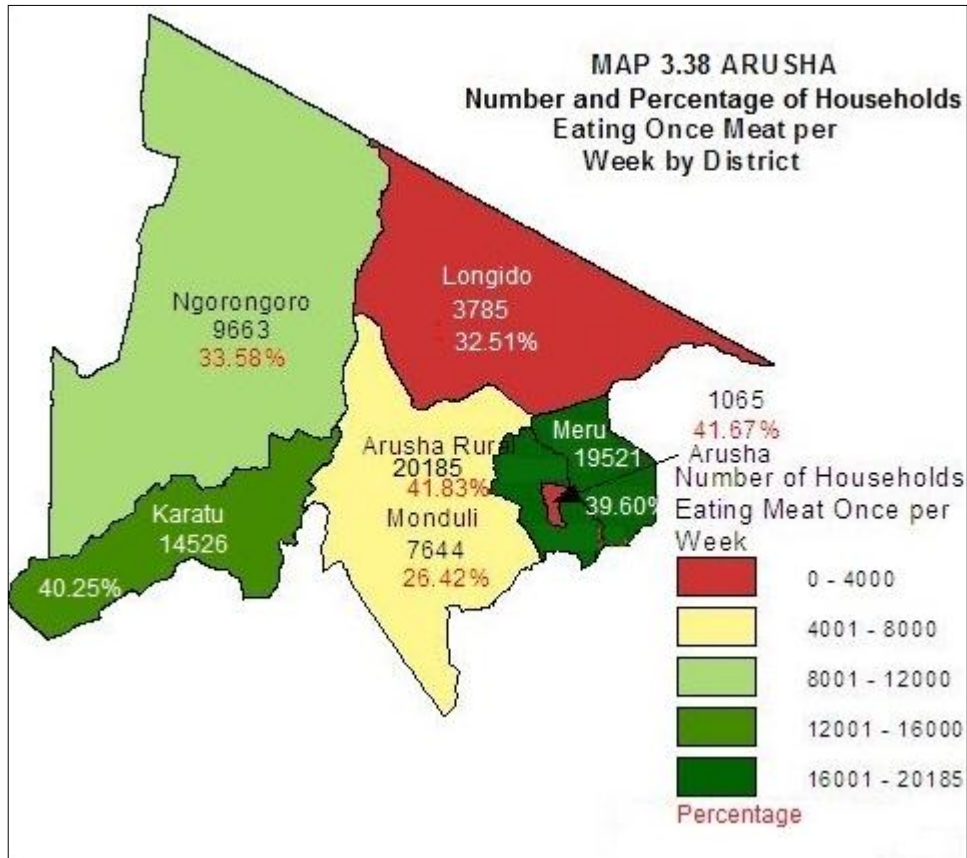 MAP 3.38 ARUSHA
Number and Percentage of Households
Eating Once Meat per
Week by District
Ngorongoro
9663
33.58%
Longido
3785
32.51%
1065
41.67%
Arusha
Meru
19521
39.60%
Arusha Rural
20185
41.83%
Monduli
7644
26.42%
Karatu
14526
40.25%
Number of Households
Eating Meat Once per
Week
0 - 4000
4001 - 8000
8001 - 12000
12001 - 16000
16001 - 20185
Percentage